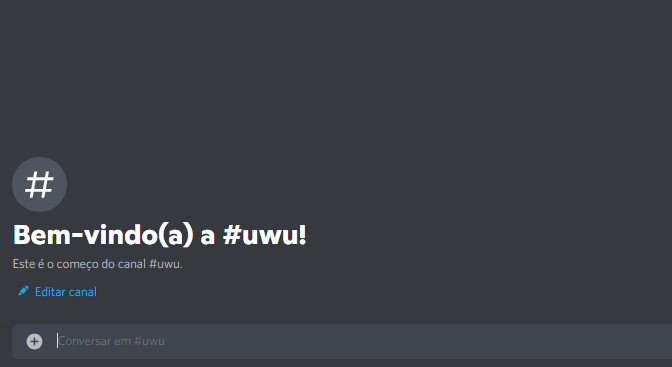 #
Bem-vindo(a) a #uwu!
Este é o começo do canal #uwu.
Editar canal
Conversar em #uwu